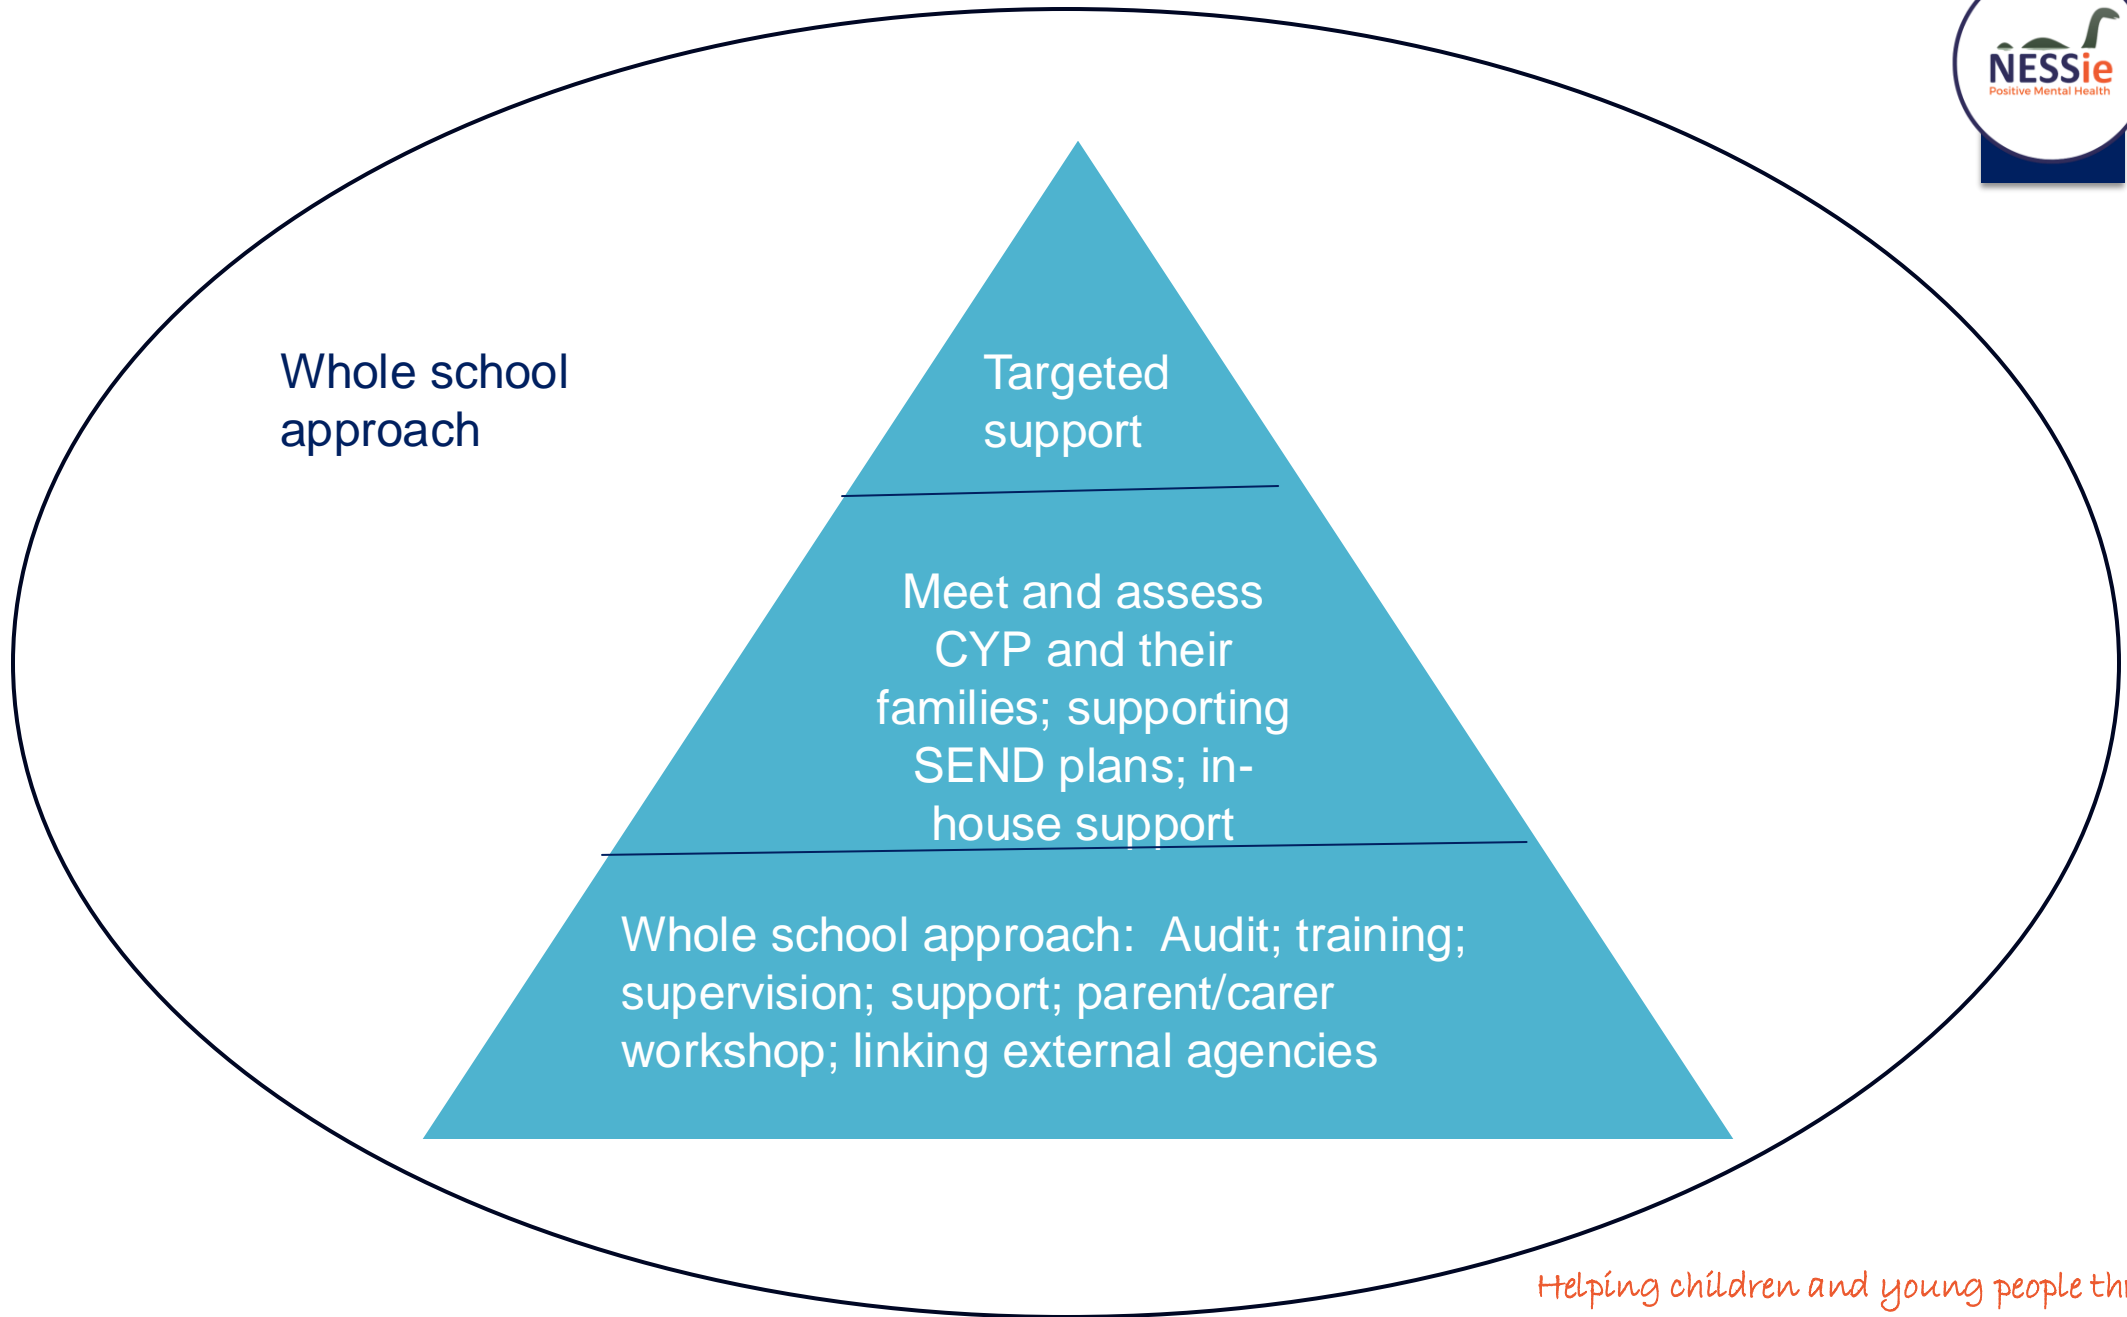 NESSie
Positive Mental Health
Whole school
approach
Targeted
support
Meet and assess
CYP and their
families; supporting
SEND plans; in-
house support
Whole school approach:  Audit; training;
supervision; support; parent/carer
workshop; linking external agencies
Helping children and young people